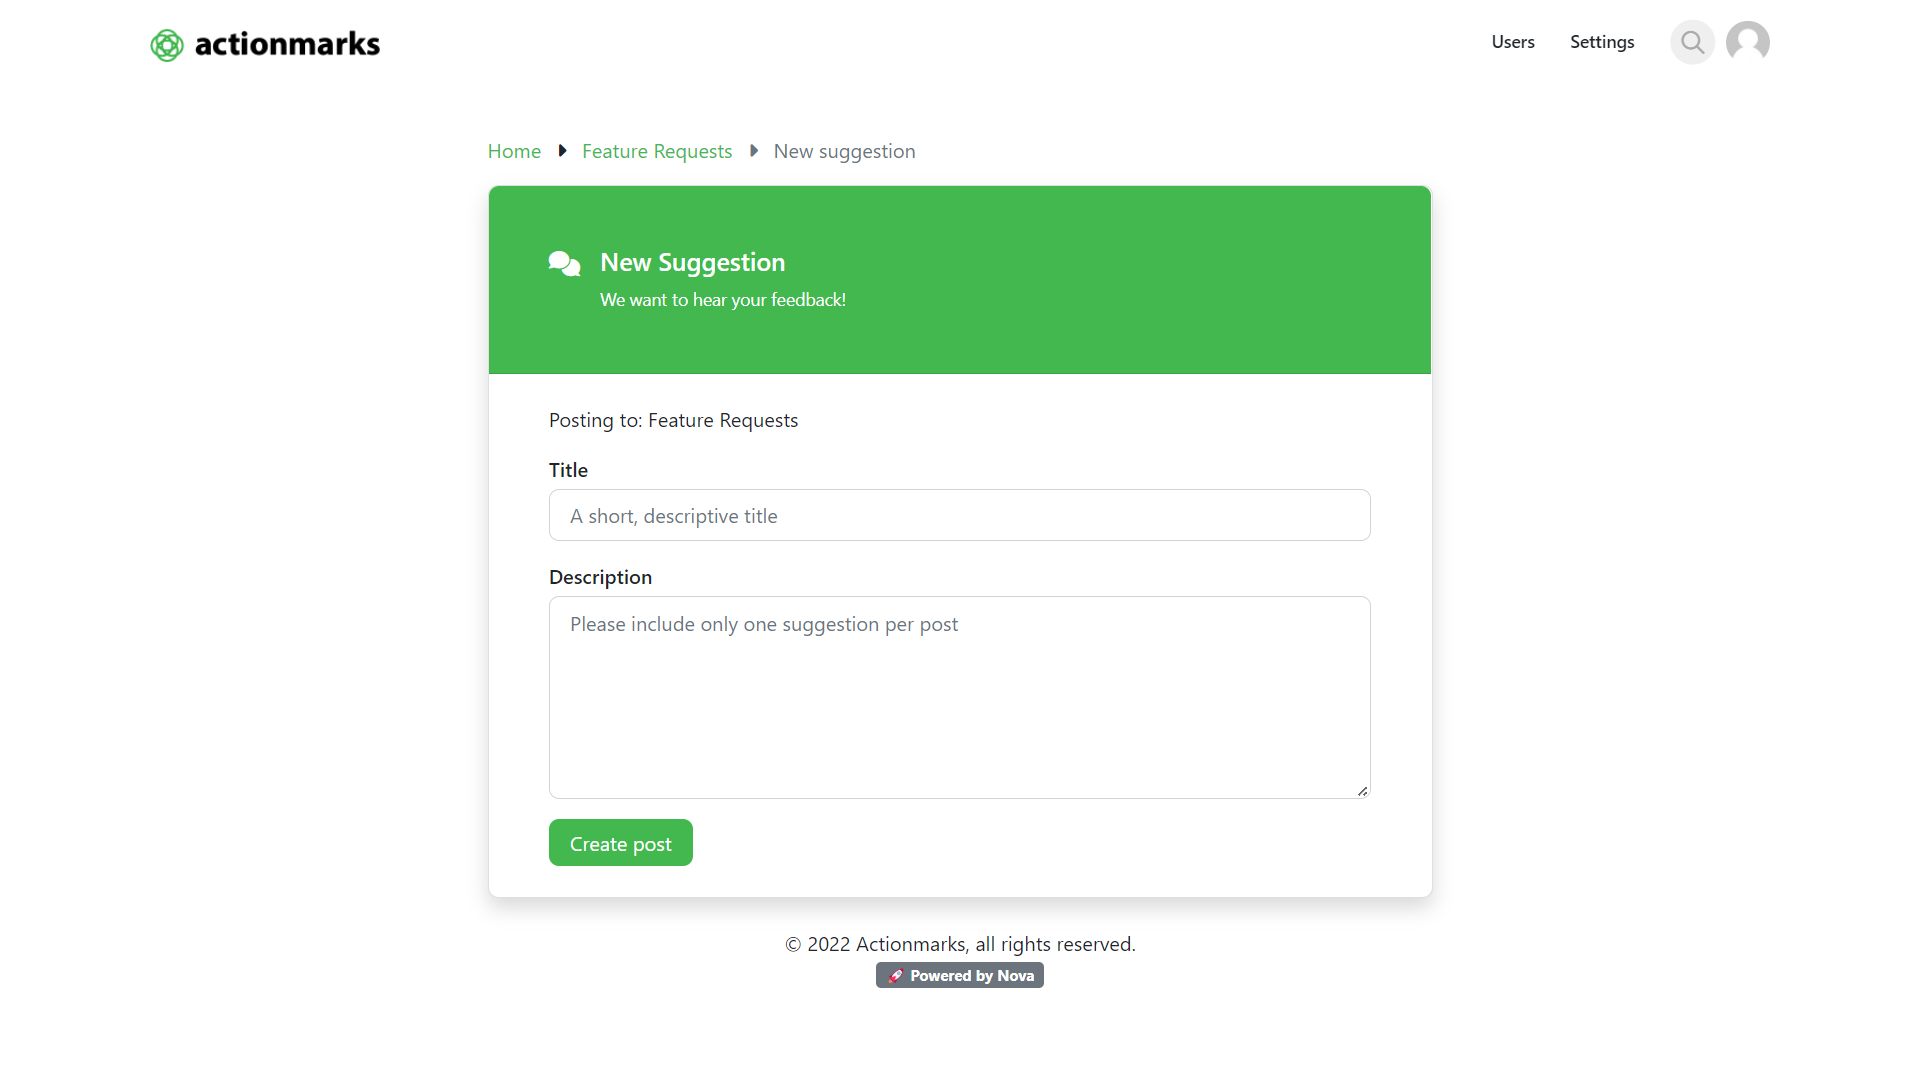 actionmarks
Users
Settings
Home
Feature Requests
New suggestion
New Suggestion
We want to hear your feedback!
Posting to: Feature Requests
Title
A short, descriptive title
Description
Please include only one suggestion per post
Create post
© 2022 Actionmarks, all rights reserved.
🚀 Powered by Nova